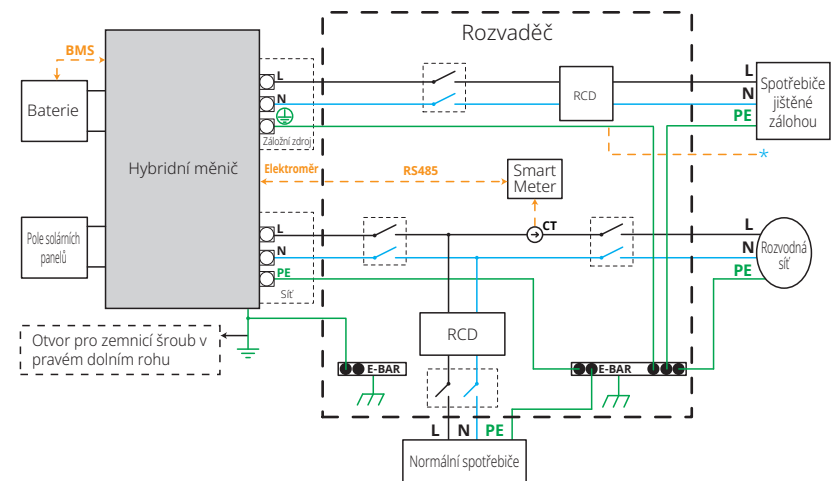 Rozvaděč
BMS
Baterie
Hybridní měnič
L
N
Záložní zdroj
RCD
L
N
PE
Spotřebiče
jištěné
zálohou
*
Elektroměr
RS485
Smart
Meter
CT
Pole solárních
panelů
L
N
PE
Síť
L
N
PE
Rozvodná
síť
RCD
Otvor pro zemnicí šroub v
pravém dolním rohu
E-BAR
E-BAR
L N PE
Normální spotřebiče